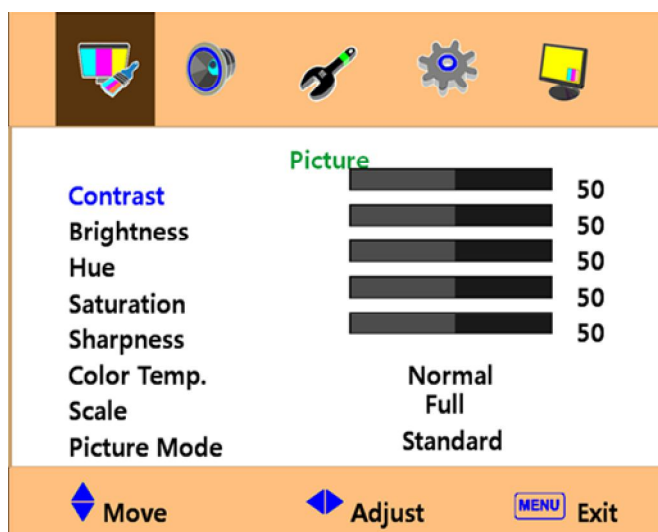 Picture
Contrast 50
Brightness 50
Hue 50
Saturation 50
Sharpness 50
Color Temp. Normal
Scale Full
Picture Mode Standard
Move Adjust MENU Exit